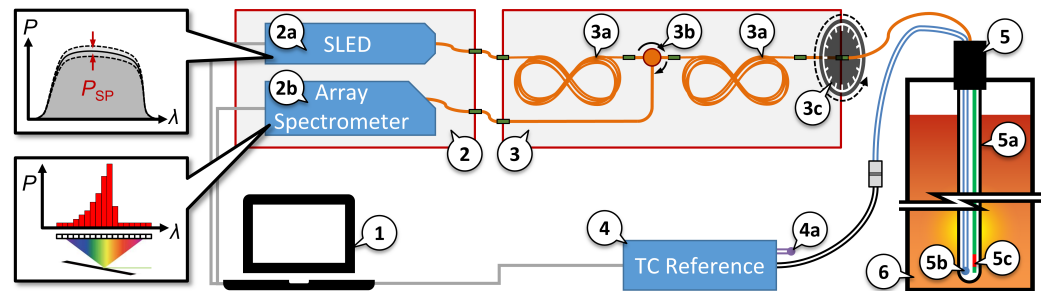 P
P_SP
λ
P
λ
2a
SLED
2b
Array
Spectrometer
2
3
3a
3b
3a
3c
1
4
TC Reference
4a
5
5a
5b
5c
6